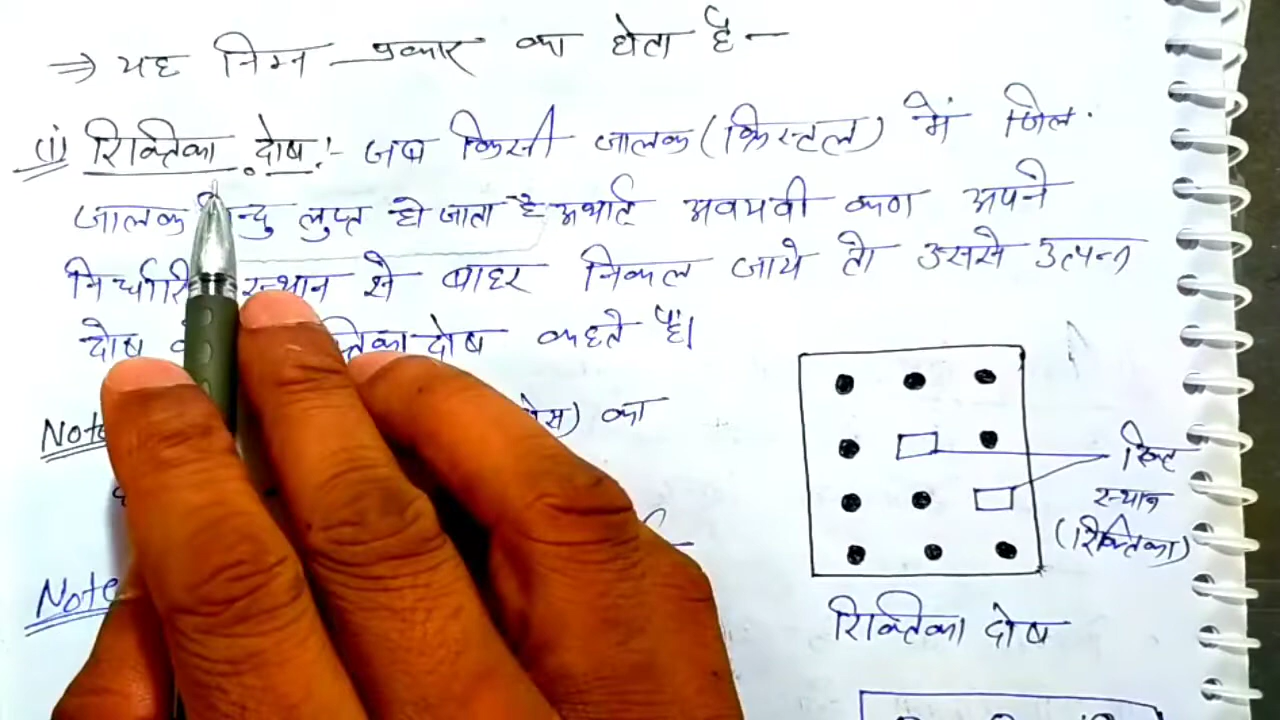 ⇒ यह निम्न प्रकार का होता है —
(i) रिक्तिका दोष :- जब किसी जालक (क्रिस्टल) में
जालक लुप्त हो जाता है अर्थात अवयवी कण अपने
स्थान से बाहर निकल जाये तो उससे उत्पन्न
दोष दोष कहते हैं।
Note का
Note
रिक्त
स्थान
(रिक्तिका)
रिक्तिका दोष